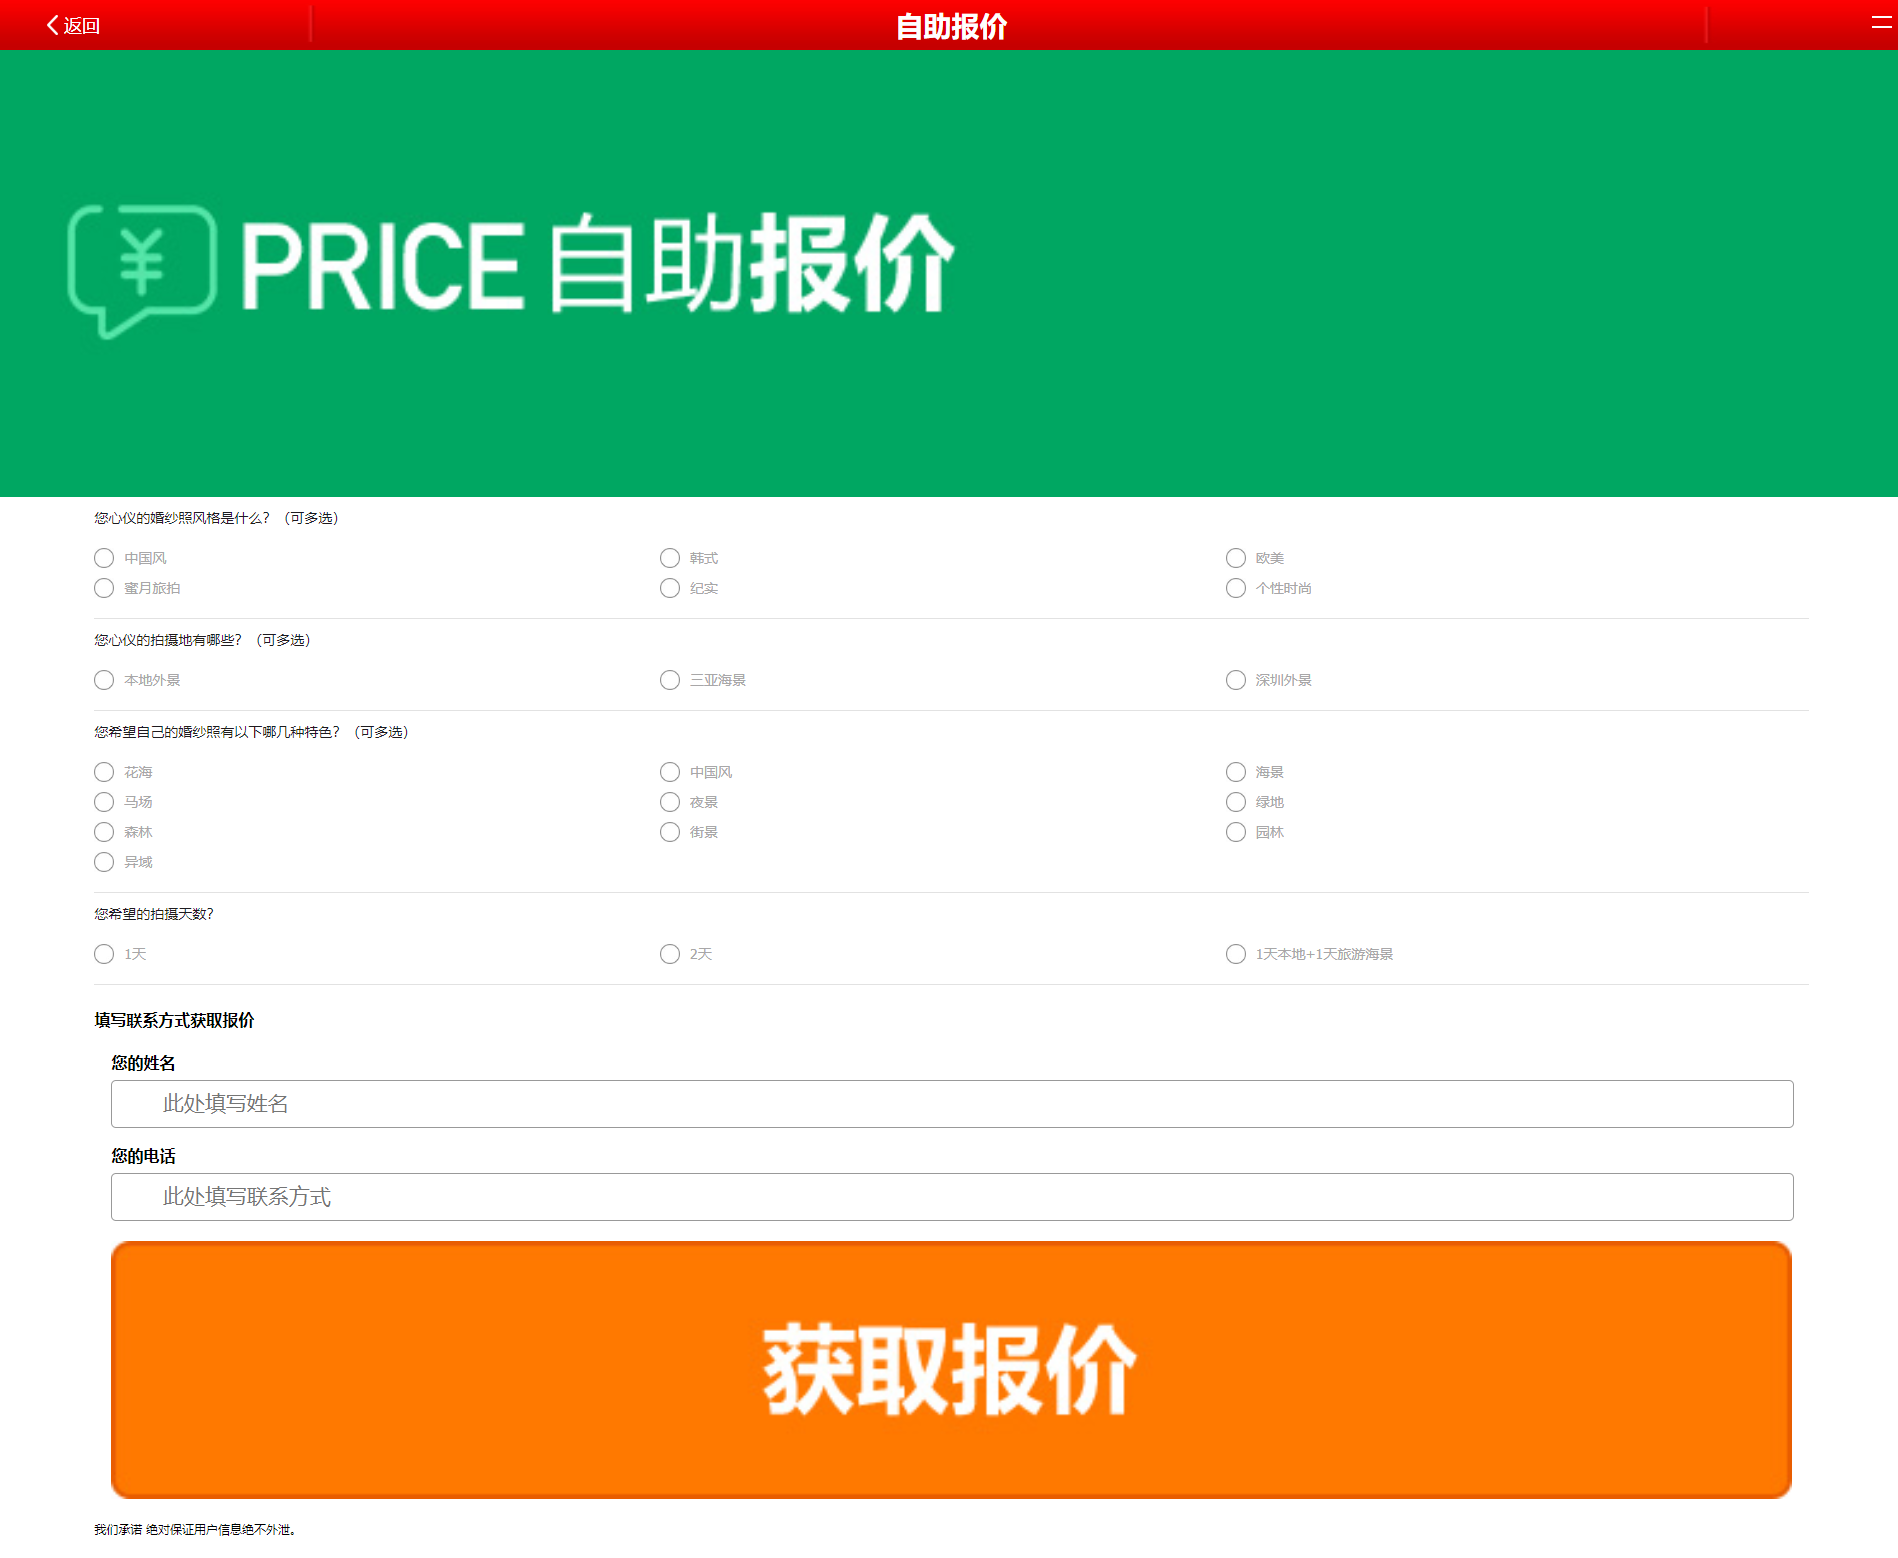 返回
自助报价
PRICE 自助报价
您心仪的婚纱照风格是什么？（可多选）
中国风 韩式 欧美
蜜月旅拍 纪实 个性时尚
您心仪的拍摄地有哪些？（可多选）
本地外景 三亚海景 深圳外景
您希望自己的婚纱照有以下哪几种特色？（可多选）
花海 中国风 海景
马场 夜景 绿地
森林 街景 园林
异域
您希望的拍摄天数？
1天 2天 1天本地+1天旅游海景
填写联系方式获取报价
您的姓名
此处填写姓名
您的电话
此处填写联系方式
获取报价
我们承诺 绝对保证用户信息绝不外泄。